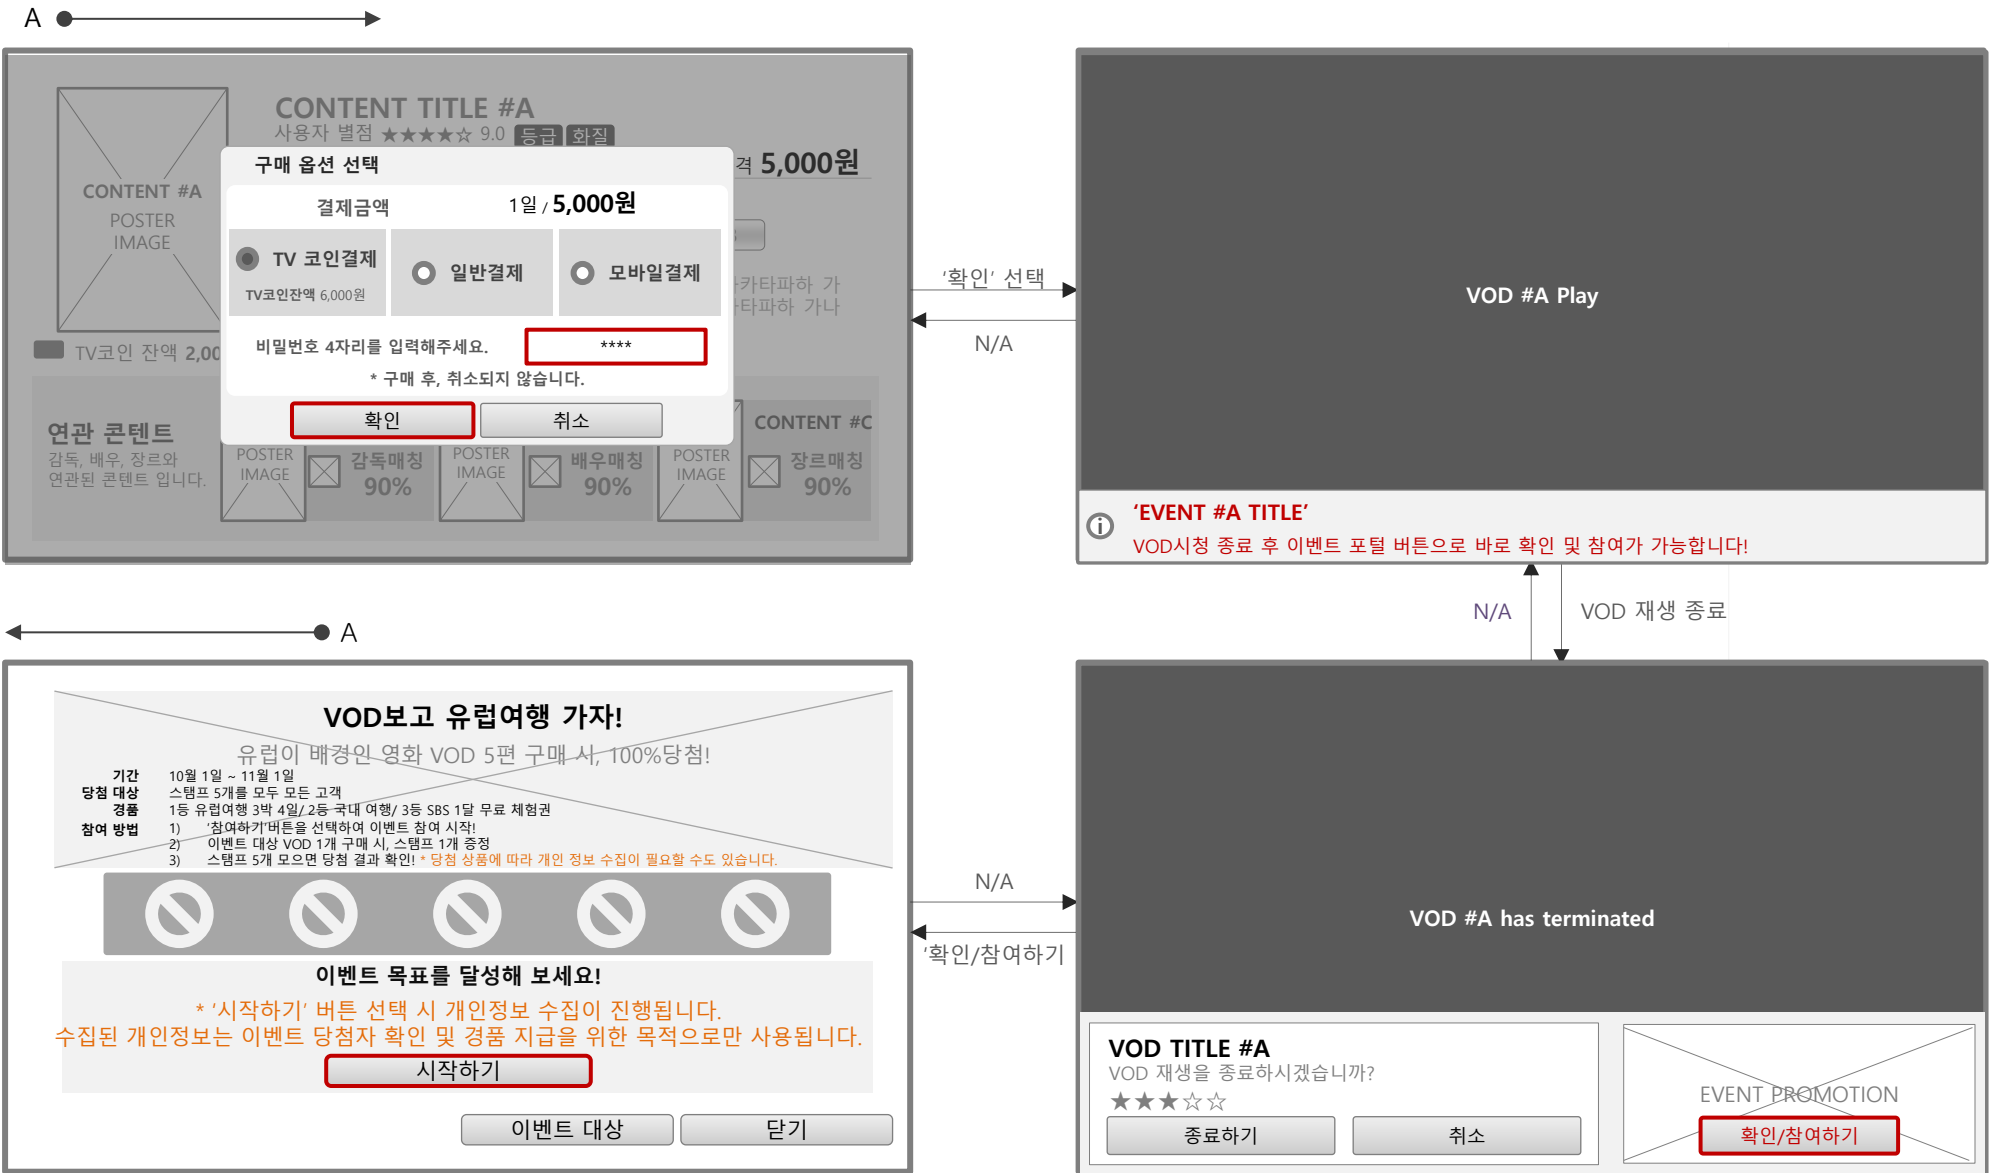 A
CONTENT TITLE #A
사용자 별점 ★★★★☆ 9.0 등급 화질
격 5,000원
CONTENT #A
POSTER
IMAGE
구매 옵션 선택
결제금액 1일 / 5,000원
TV 코인결제
TV코인잔액 6,000원
일반결제
모바일결제
비밀번호 4자리를 입력해주세요. ****
* 구매 후, 취소되지 않습니다.
확인 취소
카타파하 가
타파하 가나
TV코인 잔액 2,00
연관 콘텐트
감독, 배우, 장르와
연관된 콘텐트 입니다.
POSTER
IMAGE
감독매칭
90%
POSTER
IMAGE
배우매칭
90%
CONTENT #C
POSTER
IMAGE
장르매칭
90%
'확인' 선택
N/A
VOD #A Play
'EVENT #A TITLE'
VOD시청 종료 후 이벤트 포털 버튼으로 바로 확인 및 참여가 가능합니다!
N/A
VOD 재생 종료
A
VOD보고 유럽여행 가자!
유럽이 배경인 영화 VOD 5편 구매 시, 100%당첨!
기간 10월 1일 ~ 11월 1일
당첨 대상 스탬프 5개를 모두 모든 고객
경품 1등 유럽여행 3박 4일/ 2등 국내 여행/ 3등 SBS 1달 무료 체험권
참여 방법 1) '참여하기'버튼을 선택하여 이벤트 참여 시작!
2) 이벤트 대상 VOD 1개 구매 시, 스탬프 1개 증정
3) 스탬프 5개 모으면 당첨 결과 확인! * 당첨 상품에 따라 개인 정보 수집이 필요할 수도 있습니다.
이벤트 목표를 달성해 보세요!
* '시작하기' 버튼 선택 시 개인정보 수집이 진행됩니다.
수집된 개인정보는 이벤트 당첨자 확인 및 경품 지급을 위한 목적으로만 사용됩니다.
시작하기
이벤트 대상 닫기
N/A
'확인/참여하기
VOD #A has terminated
VOD TITLE #A
VOD 재생을 종료하시겠습니까?
★★★☆☆
종료하기 취소
EVENT PROMOTION
확인/참여하기